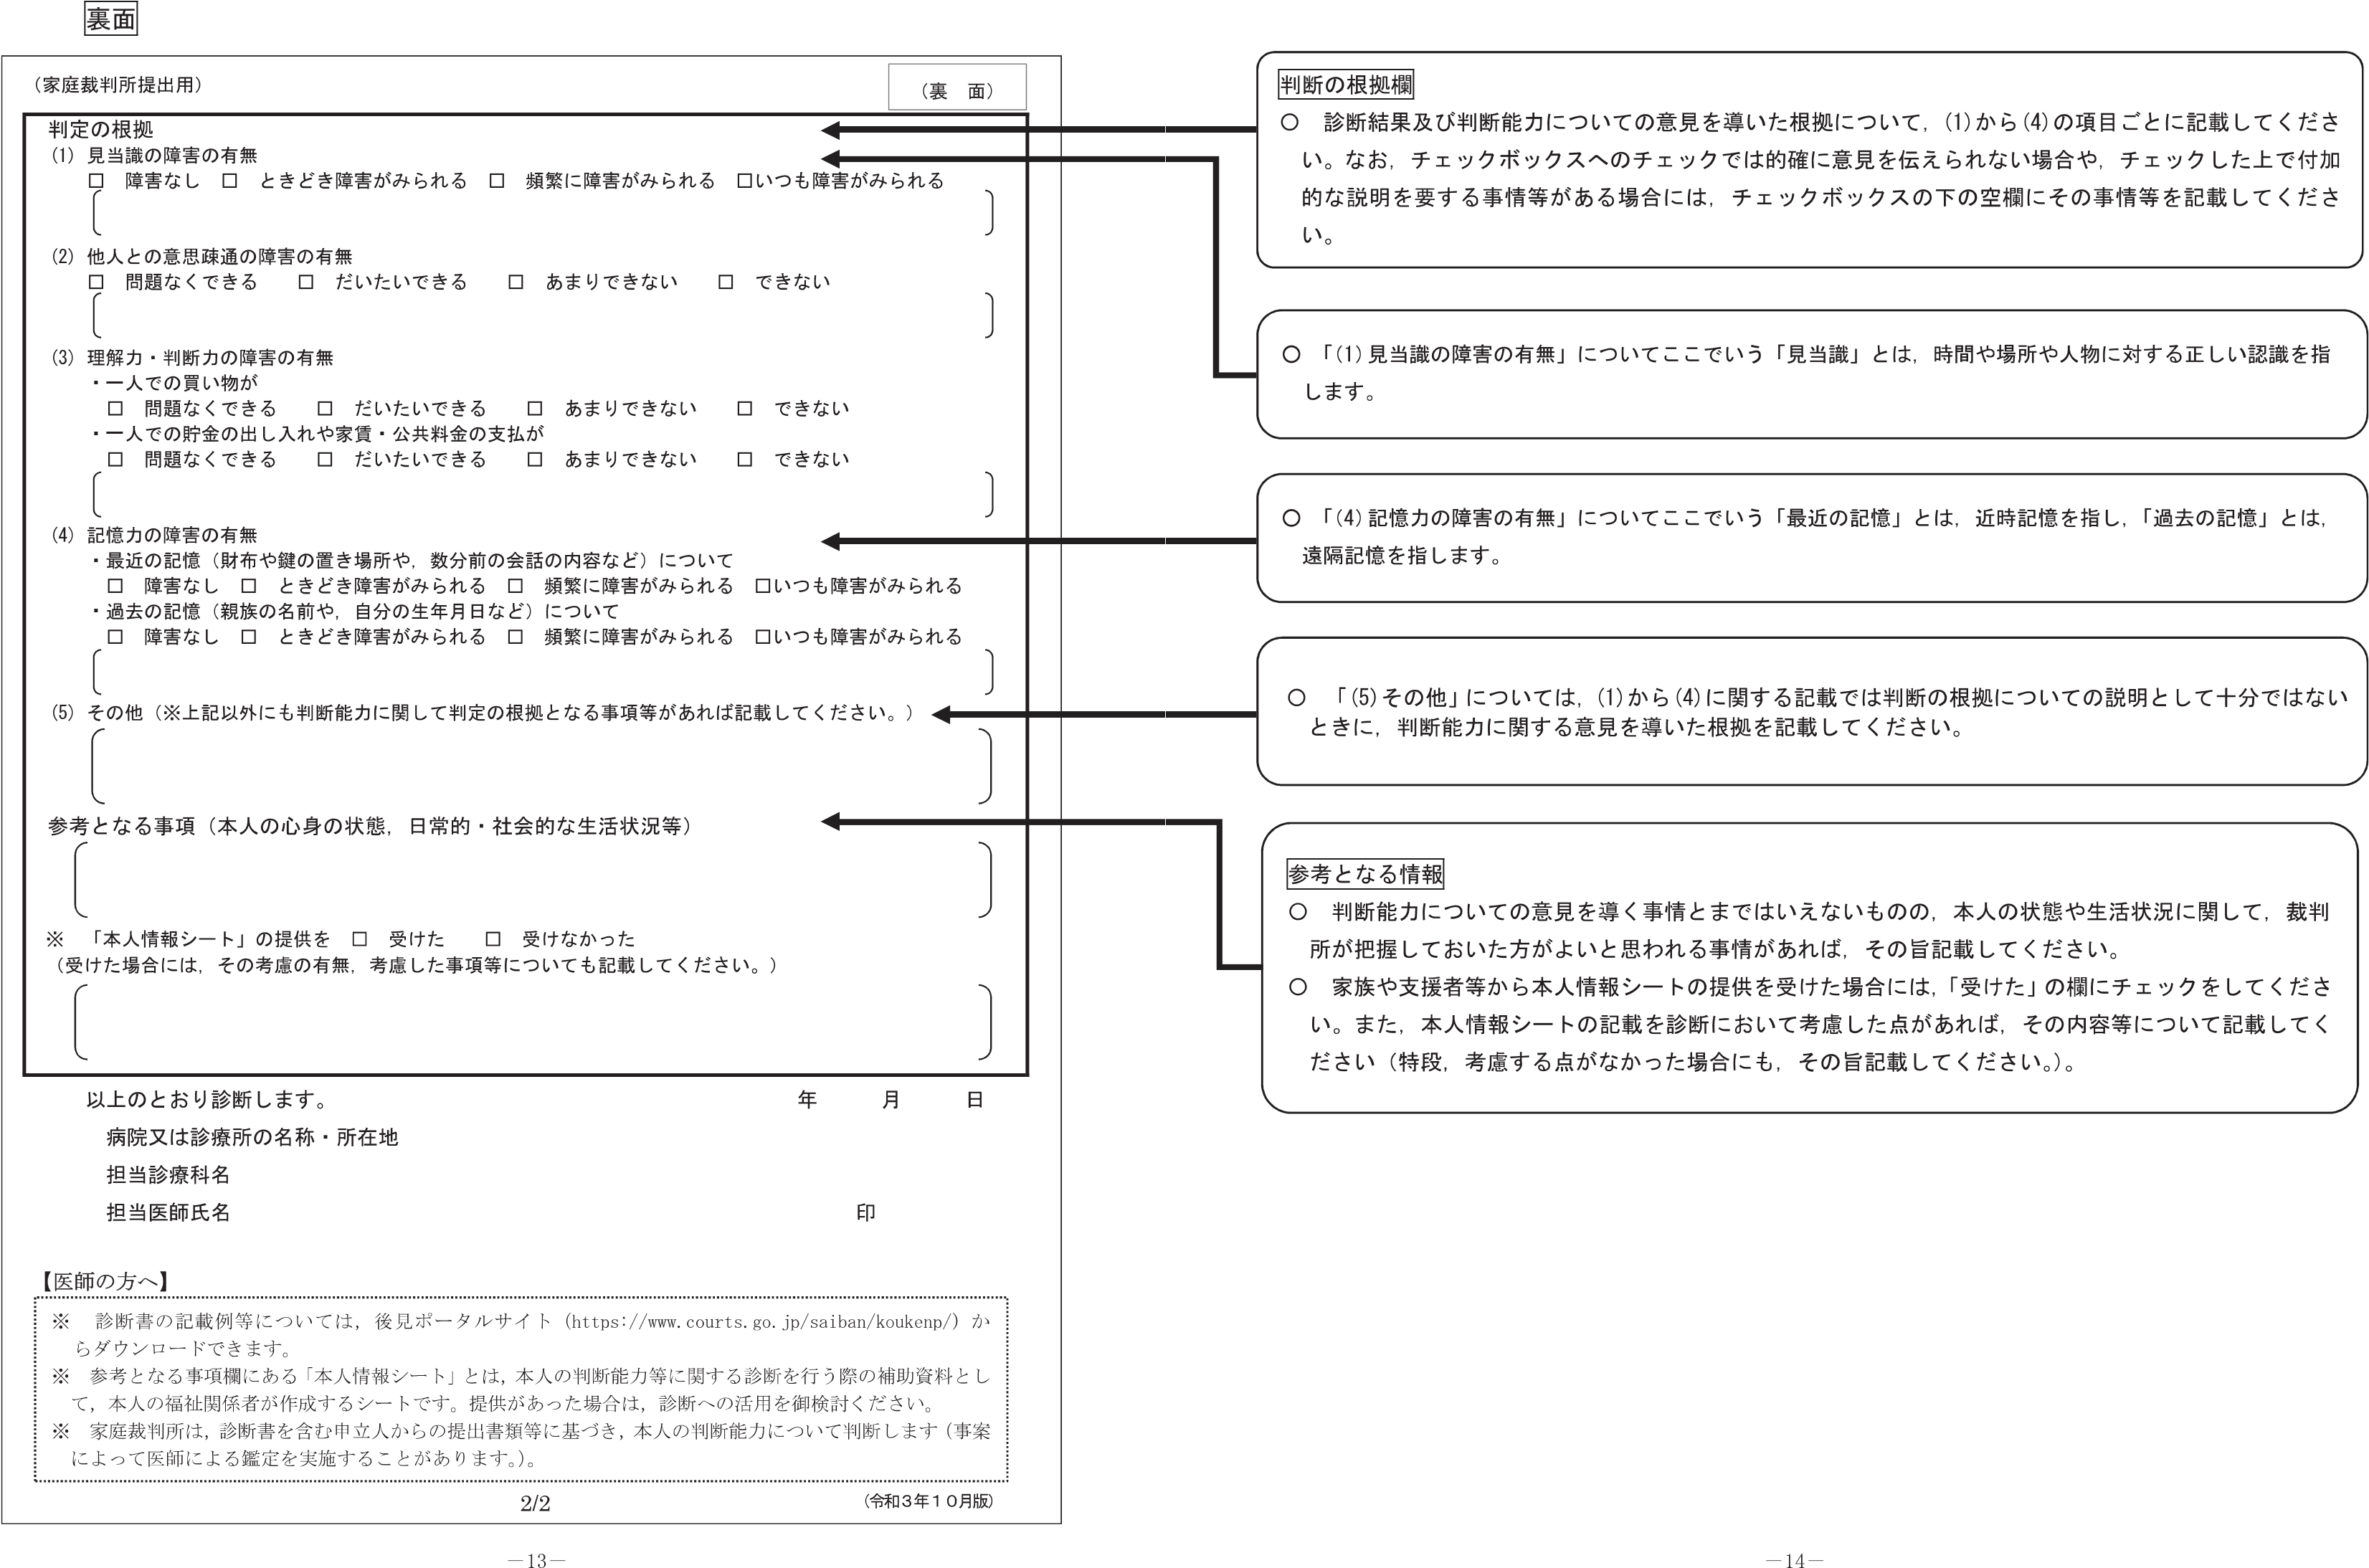 裏面
（家庭裁判所提出用）
（裏　面）
判定の根拠
(1) 見当識の障害の有無
□　障害なし　□　ときどき障害がみられる　□　頻繁に障害がみられる　□いつも障害がみられる
(2) 他人との意思疎通の障害の有無
□　問題なくできる　□　だいたいできる　□　あまりできない　□　できない
(3) 理解力・判断力の障害の有無
・一人での買い物が
□　問題なくできる　□　だいたいできる　□　あまりできない　□　できない
・一人での貯金の出し入れや家賃・公共料金の支払が
□　問題なくできる　□　だいたいできる　□　あまりできない　□　できない
(4) 記憶力の障害の有無
・最近の記憶（財布や鍵の置き場所や，数分前の会話の内容など）について
□　障害なし　□　ときどき障害がみられる　□　頻繁に障害がみられる　□いつも障害がみられる
・過去の記憶（親族の名前や，自分の生年月日など）について
□　障害なし　□　ときどき障害がみられる　□　頻繁に障害がみられる　□いつも障害がみられる
(5) その他（※上記以外にも判断能力に関して判定の根拠となる事項等があれば記載してください。）
参考となる事項（本人の心身の状態，日常的・社会的な生活状況等）
※　「本人情報シート」の提供を　□　受けた　□　受けなかった
（受けた場合には，その考慮の有無，考慮した事項等についても記載してください。）
以上のとおり診断します。　年　月　日
病院又は診療所の名称・所在地
担当診療科名
担当医師氏名　印
【医師の方へ】
※　診断書の記載例等については，後見ポータルサイト（https://www.courts.go.jp/saiban/koukenp/）か
らダウンロードできます。
※　参考となる事項欄にある「本人情報シート」とは，本人の判断能力等に関する診断を行う際の補助資料とし
て，本人の福祉関係者が作成するシートです。提供があった場合は，診断への活用を御検討ください。
※　家庭裁判所は，診断書を含む申立人からの提出書類等に基づき，本人の判断能力について判断します（事案
によって医師による鑑定を実施することがあります。）。
2/2
（令和３年１０月版）
－13－
判断の根拠欄
○　診断結果及び判断能力についての意見を導いた根拠について，(1)から(4)の項目ごとに記載してくださ
い。なお，チェックボックスへのチェックでは的確に意見を伝えられない場合や，チェックした上で付加
的な説明を要する事情等がある場合には，チェックボックスの下の空欄にその事情等を記載してくださ
い。
○　「(1)見当識の障害の有無」についてここでいう「見当識」とは，時間や場所や人物に対する正しい認識を指
します。
○　「(4)記憶力の障害の有無」についてここでいう「最近の記憶」とは，近時記憶を指し，「過去の記憶」とは，
遠隔記憶を指します。
○　「(5)その他」については，(1)から(4)に関する記載では判断の根拠についての説明として十分ではない
ときに，判断能力に関する意見を導いた根拠を記載してください。
参考となる情報
○　判断能力についての意見を導く事情とまではいえないものの，本人の状態や生活状況に関して，裁判
所が把握しておいた方がよいと思われる事情があれば，その旨記載してください。
○　家族や支援者等から本人情報シートの提供を受けた場合には，「受けた」の欄にチェックをしてくださ
い。また，本人情報シートの記載を診断において考慮した点があれば，その内容等について記載してく
ださい（特段，考慮する点がなかった場合にも，その旨記載してください。）。
－14－